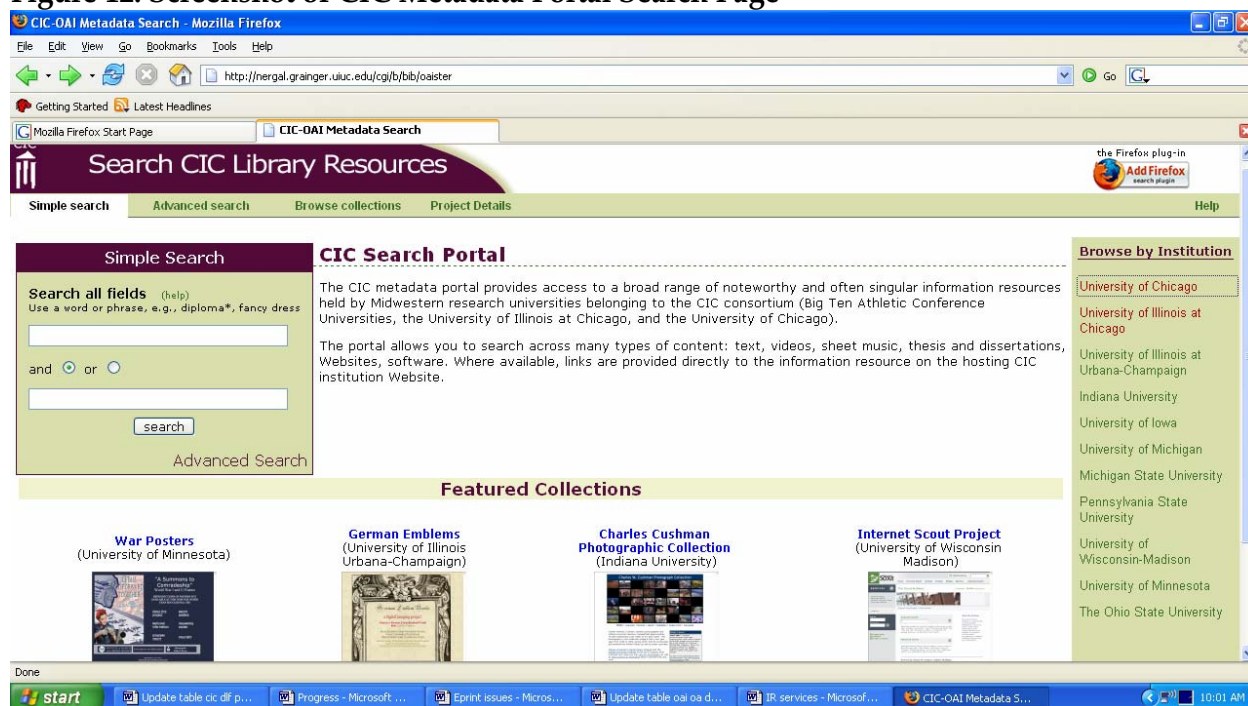 Figure 12. Screenshot of CIC Metadata Portal Search Page
CIC-OAI Metadata Search - Mozilla Firefox
File Edit View Go Bookmarks Tools Help
http://nergal.grainger.uiuc.edu/cgi/b/bib/oaister
Go
Getting Started Latest Headlines
Mozilla Firefox Start Page
CIC-OAI Metadata Search
CIC
Search CIC Library Resources
the Firefox plug-in
Add Firefox
search plugin
Simple search Advanced search Browse collections Project Details Help
Simple Search
Search all fields (help)
Use a word or phrase, e.g., diploma*, fancy dress
and or
search
Advanced Search
CIC Search Portal
The CIC metadata portal provides access to a broad range of noteworthy and often singular information resources
held by Midwestern research universities belonging to the CIC consortium (Big Ten Athletic Conference
Universities, the University of Illinois at Chicago, and the University of Chicago).
The portal allows you to search across many types of content: text, videos, sheet music, thesis and dissertations,
Websites, software. Where available, links are provided directly to the information resource on the hosting CIC
institution Website.
Browse by Institution
University of Chicago
University of Illinois at
Chicago
University of Illinois at
Urbana-Champaign
Indiana University
University of Iowa
University of Michigan
Michigan State University
Pennsylvania State
University
University of
Wisconsin-Madison
University of Minnesota
The Ohio State University
Featured Collections
War Posters
(University of Minnesota)
"A Summons to
Comradeship"
German Emblems
(University of Illinois
Urbana-Champaign)
Charles Cushman
Photographic Collection
(Indiana University)
Internet Scout Project
(University of Wisconsin
Madison)
Done
start
Update table cic dlf p...
Progress - Microsoft ...
Eprint issues - Micros...
Update table oai oa d...
IR services - Microsof...
CIC-OAI Metadata S...
10:01 AM